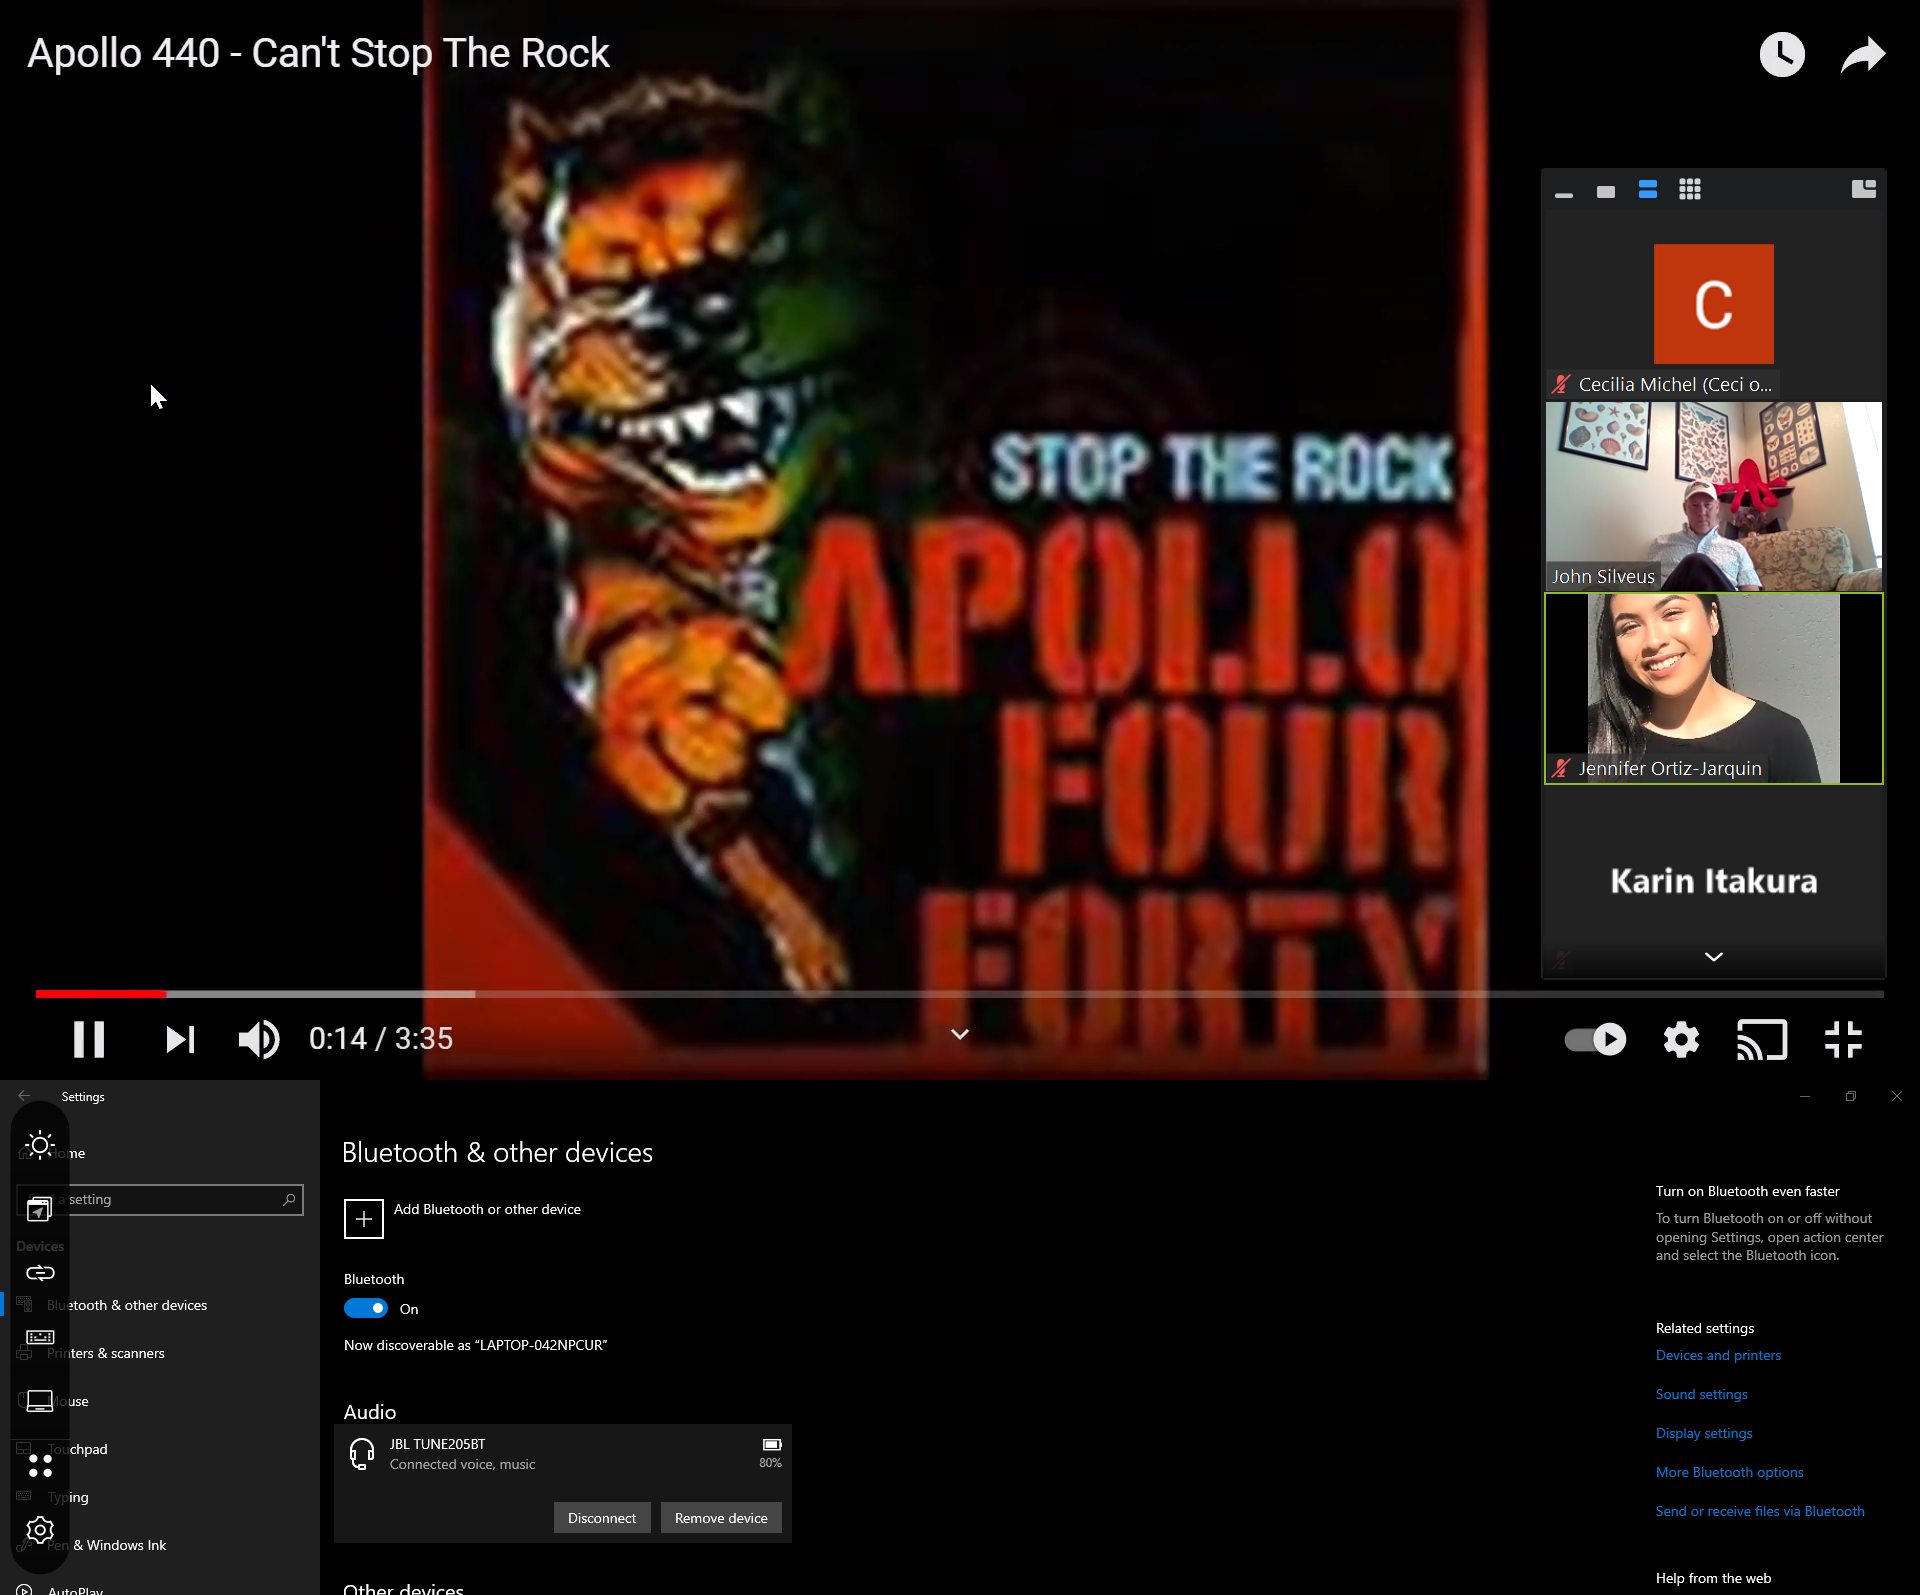 Apollo 440 - Can't Stop The Rock
STOP THE ROCK
APOLLO
FOUR
FORTY
C
Cecilia Michel (Ceci o...
John Silveus
Jennifer Ortiz-Jarquin
Karin Itakura
0:14 / 3:35
Settings
ome
a setting
Devices
Bluetooth & other devices
Printers & scanners
Mouse
Touchpad
Typing
Pen & Windows Ink
AutoPlay
Bluetooth & other devices
Add Bluetooth or other device
Bluetooth
On
Now discoverable as “LAPTOP-042NPCUR”
Audio
JBL TUNE205BT
Connected voice, music
80%
Disconnect
Remove device
Other devices
Turn on Bluetooth even faster
To turn Bluetooth on or off without
opening Settings, open action center
and select the Bluetooth icon.
Related settings
Devices and printers
Sound settings
Display settings
More Bluetooth options
Send or receive files via Bluetooth
Help from the web